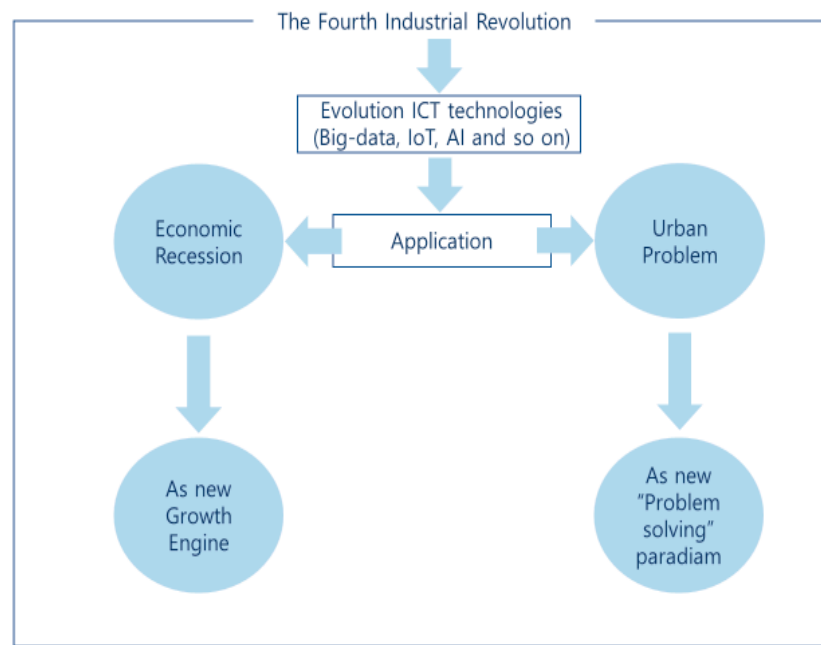 The Fourth Industrial Revolution
Evolution ICT technologies
(Big-data, IoT, AI and so on)
Economic
Recession
Application
Urban
Problem
As new
Growth
Engine
As new
“Problem
solving”
paradiam